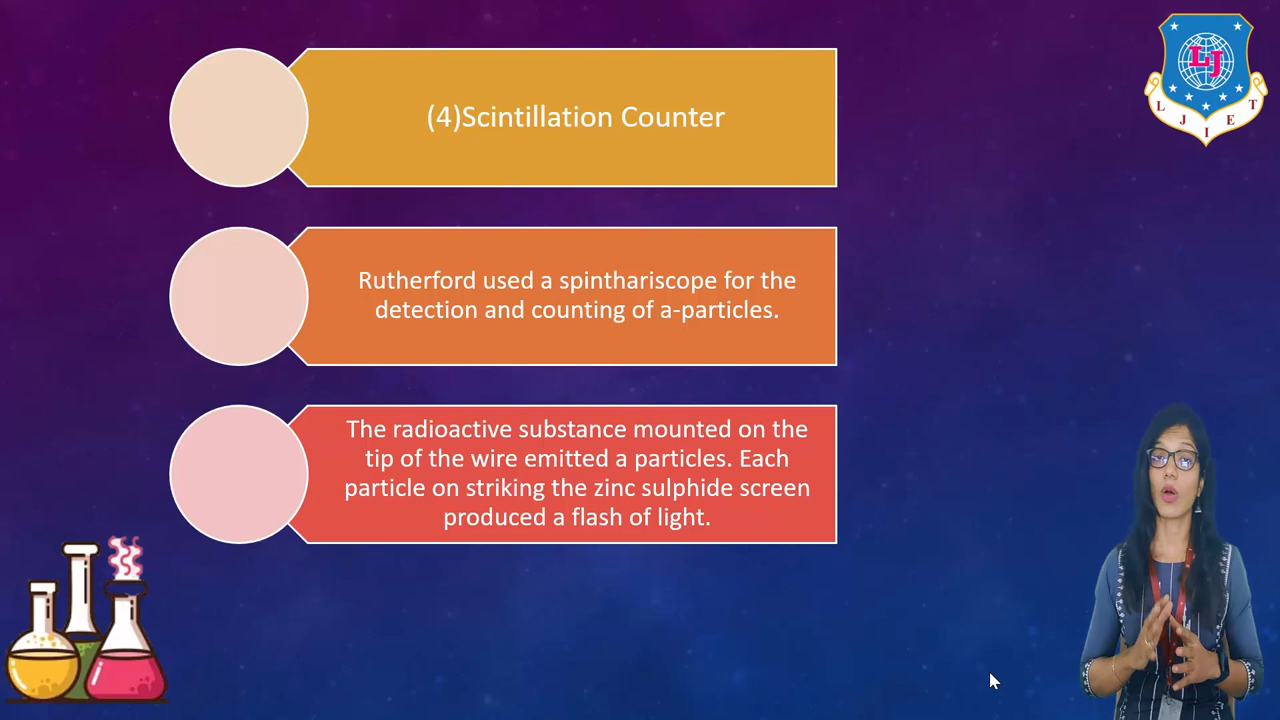 (4)Scintillation Counter
Rutherford used a spinthariscope for the
detection and counting of a-particles.
The radioactive substance mounted on the
tip of the wire emitted a particles. Each
particle on striking the zinc sulphide screen
produced a flash of light.
LJ
L J I E T